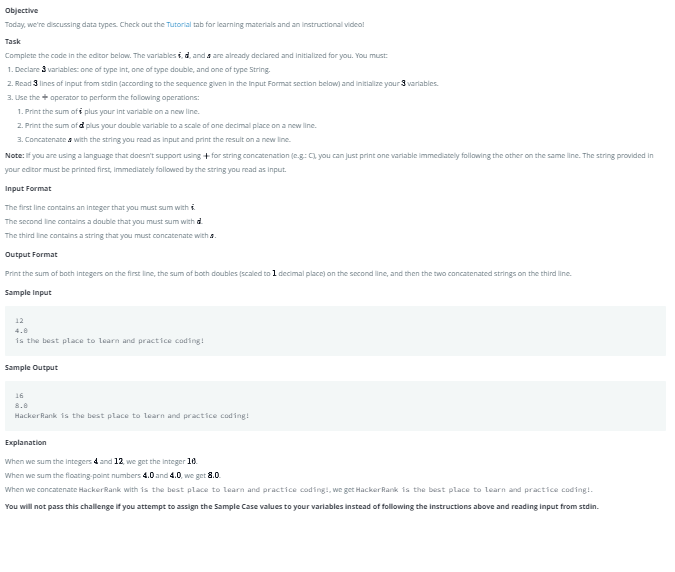 Objective
Today, we're discussing data types. Check out the Tutorial tab for learning materials and an instructional video!
Task
Complete the code in the editor below. The variables i, d, and s are already declared and initialized for you. You must:
1. Declare 3 variables: one of type int, one of type double, and one of type String.
2. Read 3 lines of input from stdin (according to the sequence given in the Input Format section below) and initialize your 3 variables.
3. Use the + operator to perform the following operations:
1. Print the sum of i plus your int variable on a new line.
2. Print the sum of d plus your double variable to a scale of one decimal place on a new line.
3. Concatenate s with the string you read as input and print the result on a new line.
Note: If you are using a language that doesn't support using + for string concatenation (e.g.: C), you can just print one variable immediately following the other on the same line. The string provided in
your editor must be printed first, immediately followed by the string you read as input.
Input Format
The first line contains an integer that you must sum with i.
The second line contains a double that you must sum with d.
The third line contains a string that you must concatenate with s.
Output Format
Print the sum of both integers on the first line, the sum of both doubles (scaled to 1 decimal place) on the second line, and then the two concatenated strings on the third line.
Sample Input
12
4.0
is the best place to learn and practice coding!
Sample Output
16
8.0
HackerRank is the best place to learn and practice coding!
Explanation
When we sum the integers 4 and 12, we get the integer 16.
When we sum the floating-point numbers 4.0 and 4.0, we get 8.0.
When we concatenate HackerRank with is the best place to learn and practice coding!, we get HackerRank is the best place to learn and practice coding!.
You will not pass this challenge if you attempt to assign the Sample Case values to your variables instead of following the instructions above and reading input from stdin.